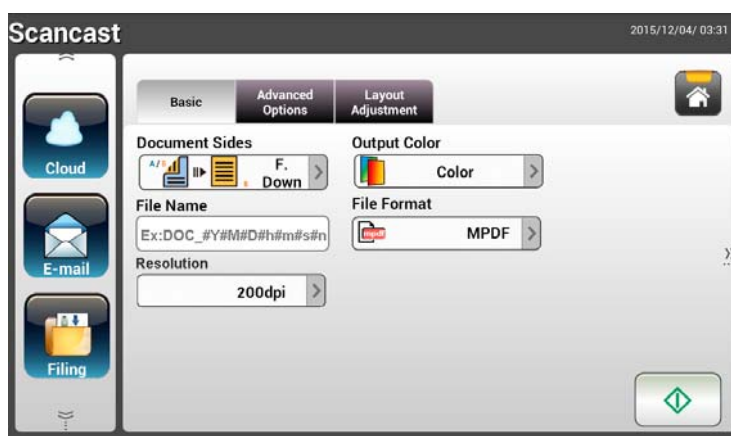 Scancast
2015/12/04/ 03:31
Basic
Advanced
Options
Layout
Adjustment
Cloud
E-mail
Filing
Document Sides
A/B
F.
Down
Output Color
Color
File Name
Ex:DOC_#Y#M#D#h#m#s#n
File Format
mpdf
MPDF
Resolution
200dpi